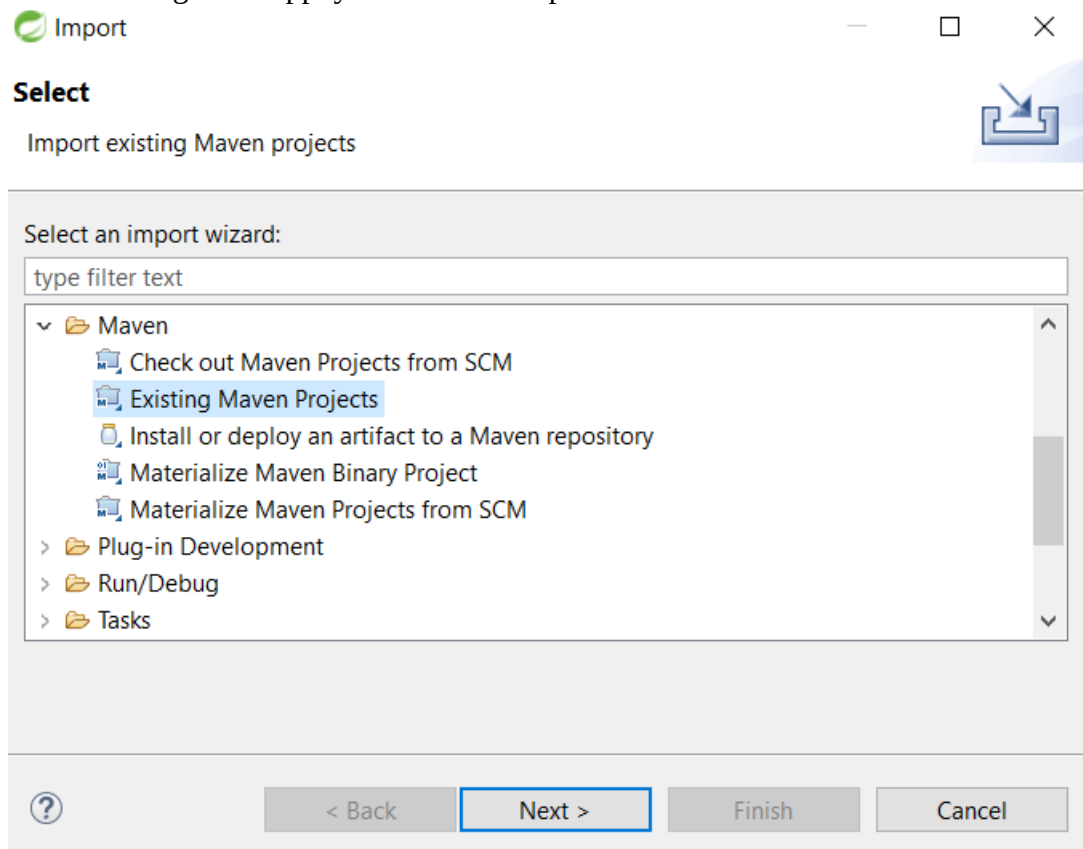 Import
Select
Import existing Maven projects
Select an import wizard:
type filter text
Maven
Check out Maven Projects from SCM
Existing Maven Projects
Install or deploy an artifact to a Maven repository
Materialize Maven Binary Project
Materialize Maven Projects from SCM
Plug-in Development
Run/Debug
Tasks
< Back Next > Finish Cancel